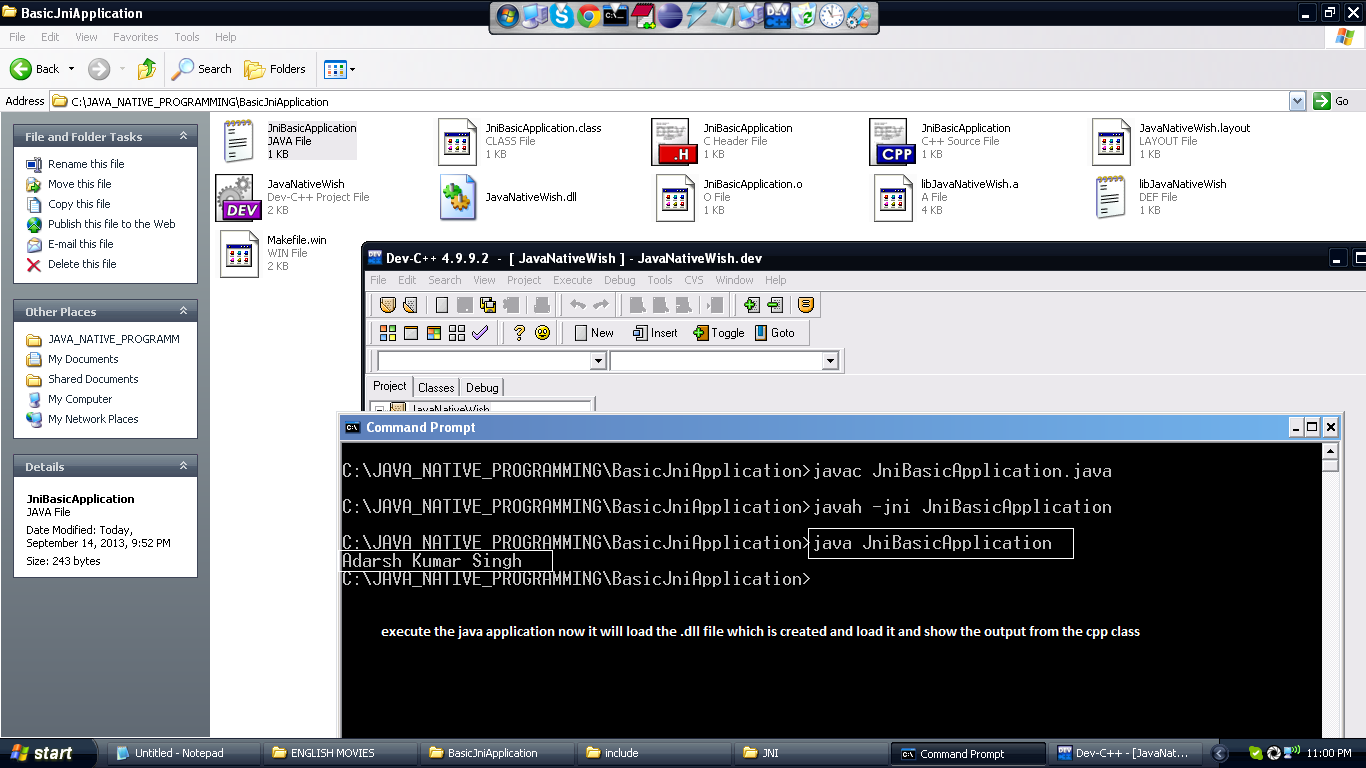 BasicJniApplication
File Edit View Favorites Tools Help
Back Search Folders
Address C:\JAVA_NATIVE_PROGRAMMING\BasicJniApplication Go
File and Folder Tasks
Rename this file
Move this file
Copy this file
Publish this file to the Web
E-mail this file
Delete this file
Other Places
JAVA_NATIVE_PROGRAMM
My Documents
Shared Documents
My Computer
My Network Places
Details
JniBasicApplication
JAVA File
Date Modified: Today,
September 14, 2013, 9:52 PM
Size: 243 bytes
JniBasicApplication
JAVA File
1 KB
JniBasicApplication.class
CLASS File
1 KB
.H
JniBasicApplication
C Header File
1 KB
CPP
JniBasicApplication
C++ Source File
1 KB
JavaNativeWish.layout
LAYOUT File
1 KB
DEV
JavaNativeWish
Dev-C++ Project File
2 KB
JavaNativeWish.dll
JniBasicApplication.o
O File
1 KB
libJavaNativeWish.a
A File
4 KB
libJavaNativeWish
DEF File
1 KB
Makefile.win
WIN File
2 KB
Dev-C++ 4.9.9.2 - [ JavaNativeWish ] - JavaNativeWish.dev
File Edit Search View Project Execute Debug Tools CVS Window Help
New Insert Toggle Goto
Project Classes Debug
JavaNativeWish
Command Prompt
C:\JAVA_NATIVE_PROGRAMMING\BasicJniApplication>javac JniBasicApplication.java
C:\JAVA_NATIVE_PROGRAMMING\BasicJniApplication>javah -jni JniBasicApplication
C:\JAVA_NATIVE_PROGRAMMING\BasicJniApplication>java JniBasicApplication
Adarsh Kumar Singh
C:\JAVA_NATIVE_PROGRAMMING\BasicJniApplication>
execute the java application now it will load the .dll file which is created and load it and show the output from the cpp class
start Untitled - Notepad ENGLISH MOVIES BasicJniApplication include JNI Command Prompt Dev-C++ - [JavaNat... 11:00 PM